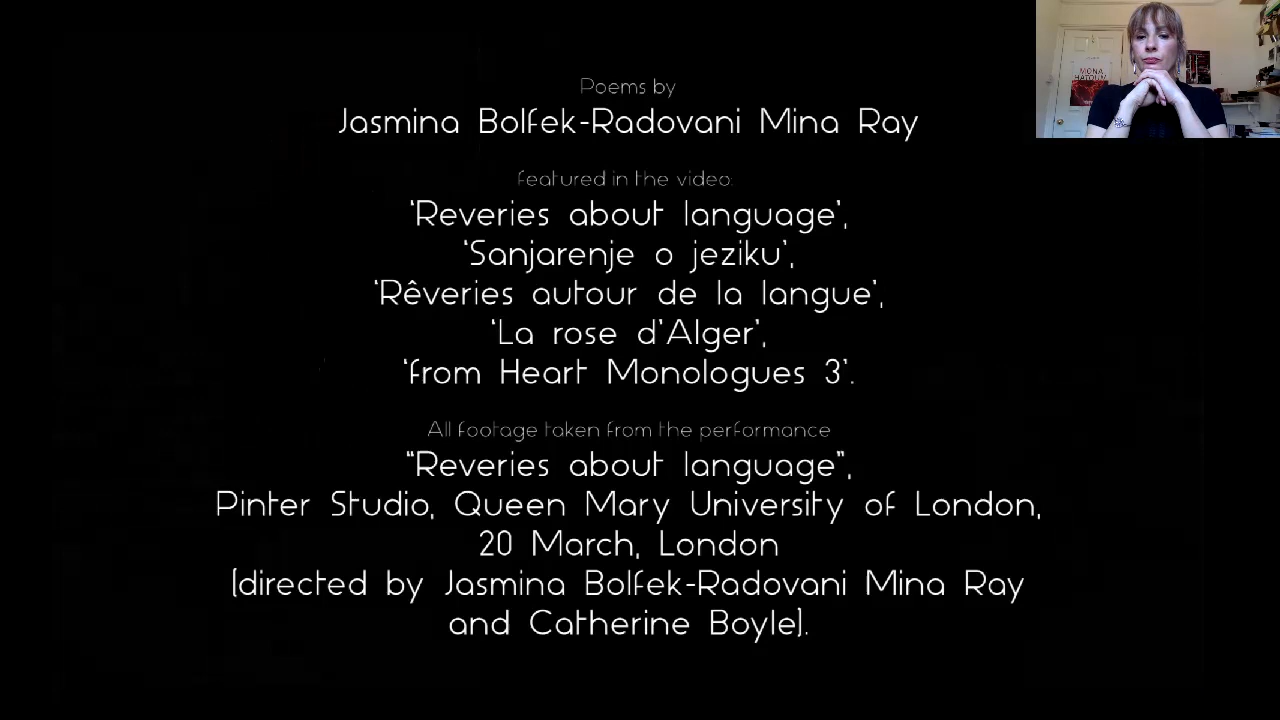 Poems by
Jasmina Bolfek-Radovani Mina Ray
featured in the video:
‘Reveries about language’,
‘Sanjarenje o jeziku’,
‘Rêveries autour de la langue’,
‘La rose d’Alger’,
‘from Heart Monologues 3’.
All footage taken from the performance
“Reveries about language”,
Pinter Studio, Queen Mary University of London,
20 March, London
(directed by Jasmina Bolfek-Radovani Mina Ray
and Catherine Boyle).
MONA